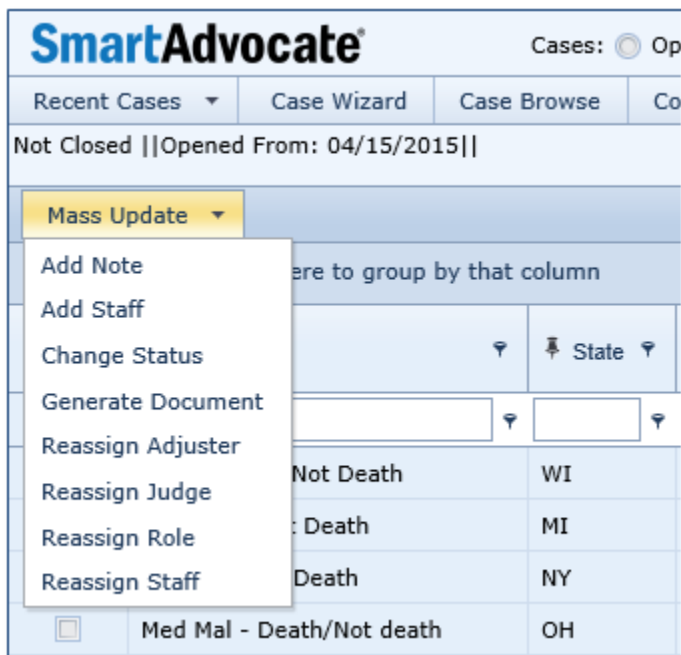 SmartAdvocate® Cases: Op
Recent Cases Case Wizard Case Browse Co
Not Closed ||Opened From: 04/15/2015||
Mass Update
Add Note
ere to group by that column
Add Staff
Change Status
State
Generate Document
Reassign Adjuster
Not Death WI
Reassign Judge
: Death MI
Reassign Role
Death NY
Reassign Staff
Med Mal - Death/Not death OH